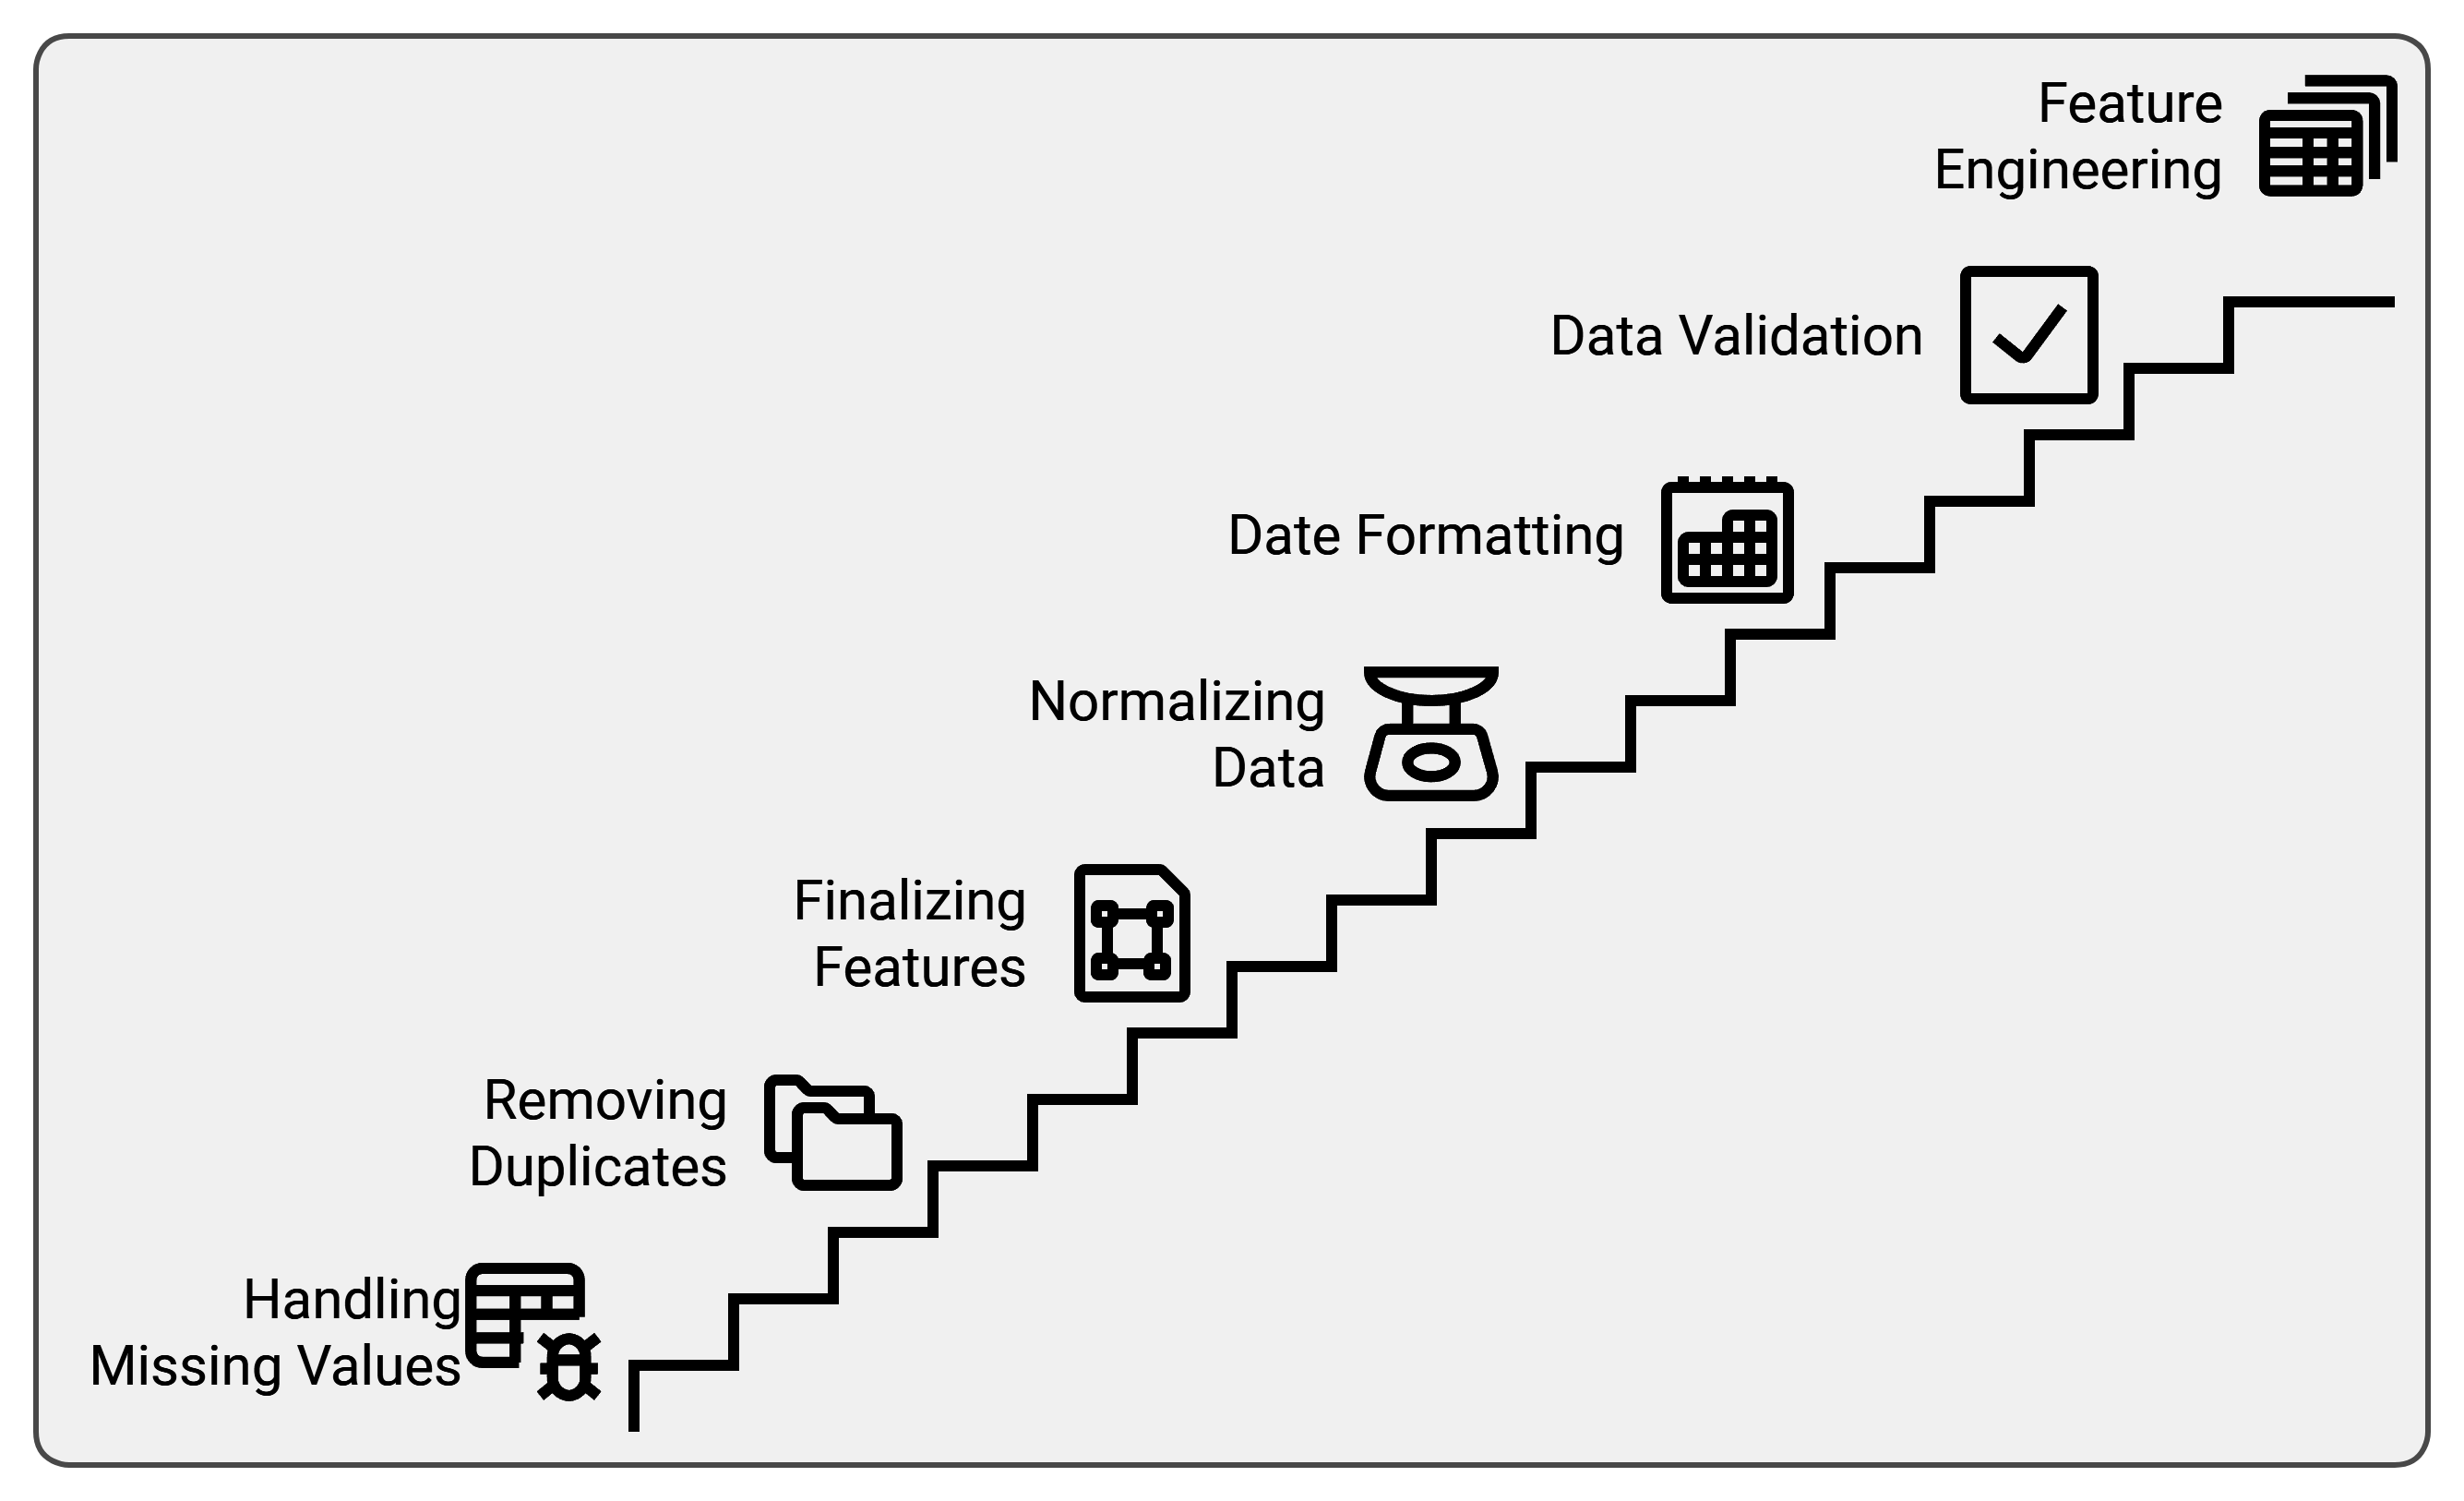 Feature
Engineering
Data Validation
Date Formatting
Normalizing
Data
Finalizing
Features
Removing
Duplicates
Handling
Missing Values